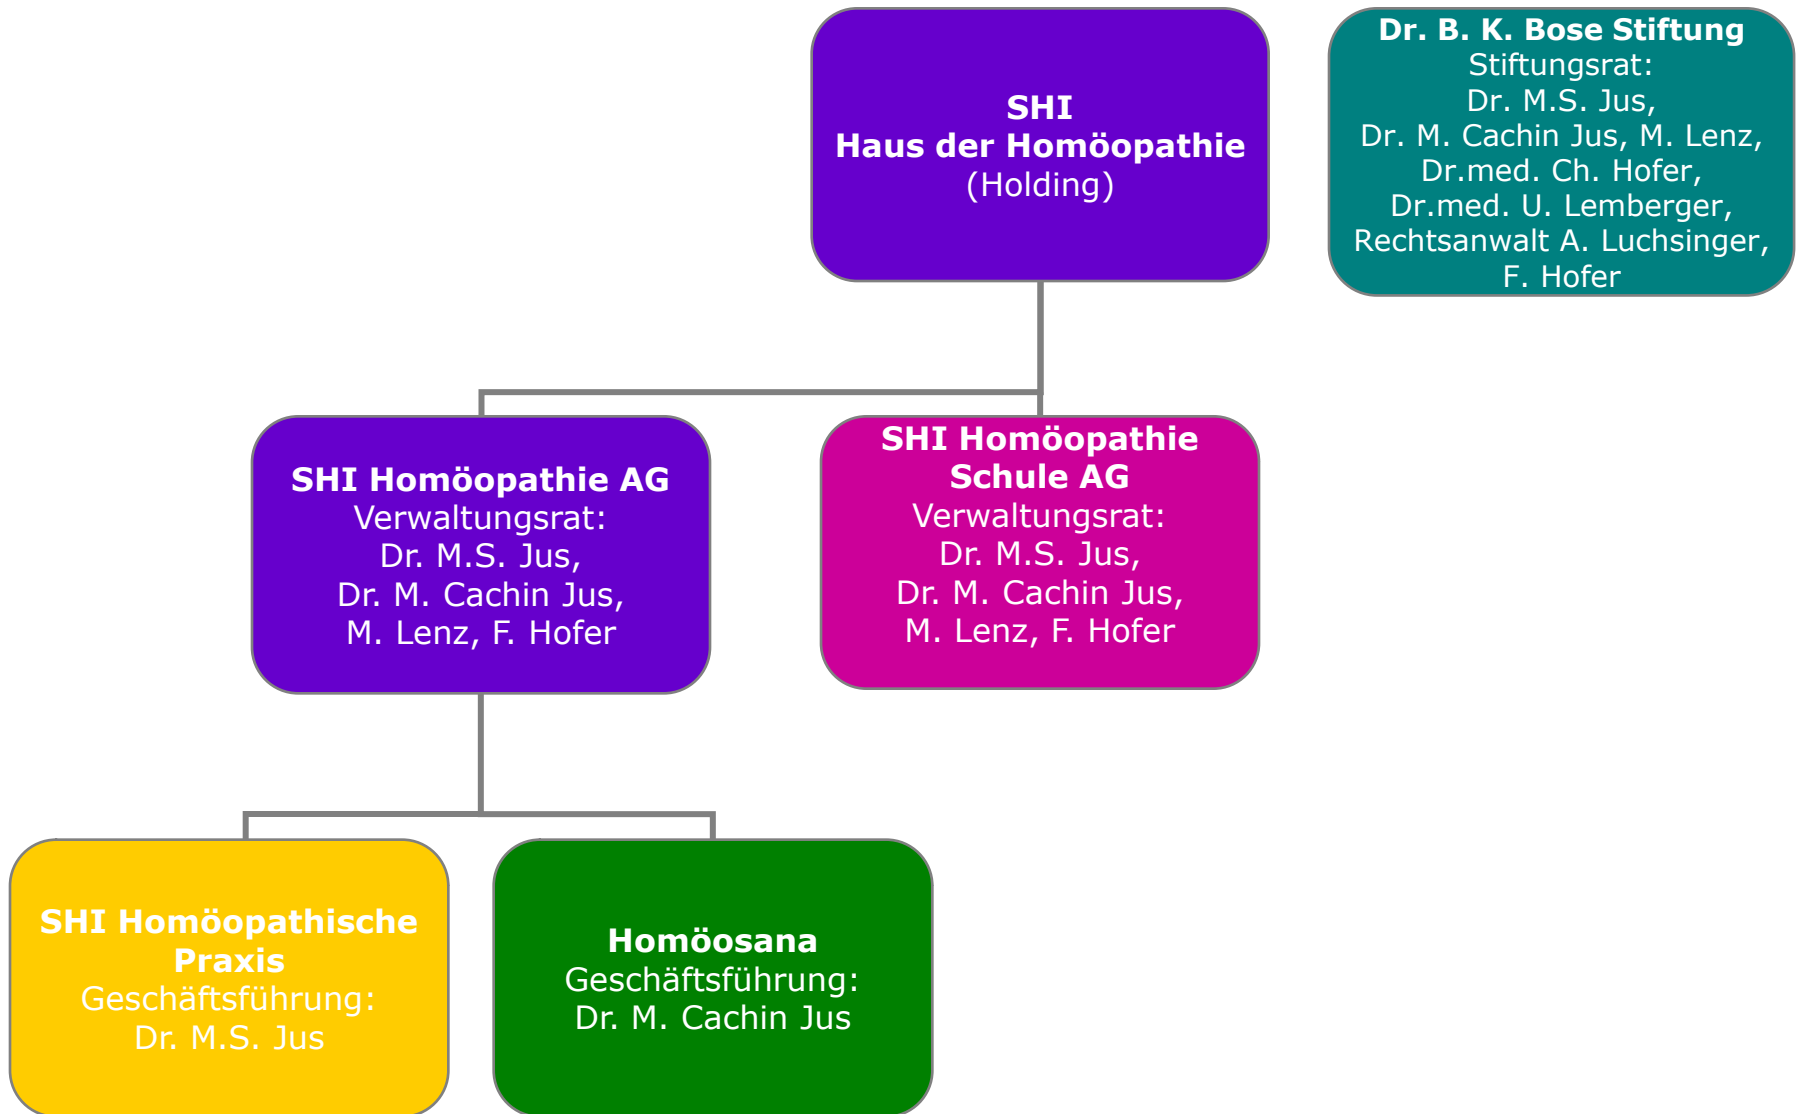 SHI
Haus der Homöopathie
(Holding)
Dr. B. K. Bose Stiftung
Stiftungsrat:
Dr. M.S. Jus,
Dr. M. Cachin Jus, M. Lenz,
Dr.med. Ch. Hofer,
Dr.med. U. Lemberger,
Rechtsanwalt A. Luchsinger,
F. Hofer
SHI Homöopathie AG
Verwaltungsrat:
Dr. M.S. Jus,
Dr. M. Cachin Jus,
M. Lenz, F. Hofer
SHI Homöopathie
Schule AG
Verwaltungsrat:
Dr. M.S. Jus,
Dr. M. Cachin Jus,
M. Lenz, F. Hofer
SHI Homöopathische
Praxis
Geschäftsführung:
Dr. M.S. Jus
Homöosana
Geschäftsführung:
Dr. M. Cachin Jus